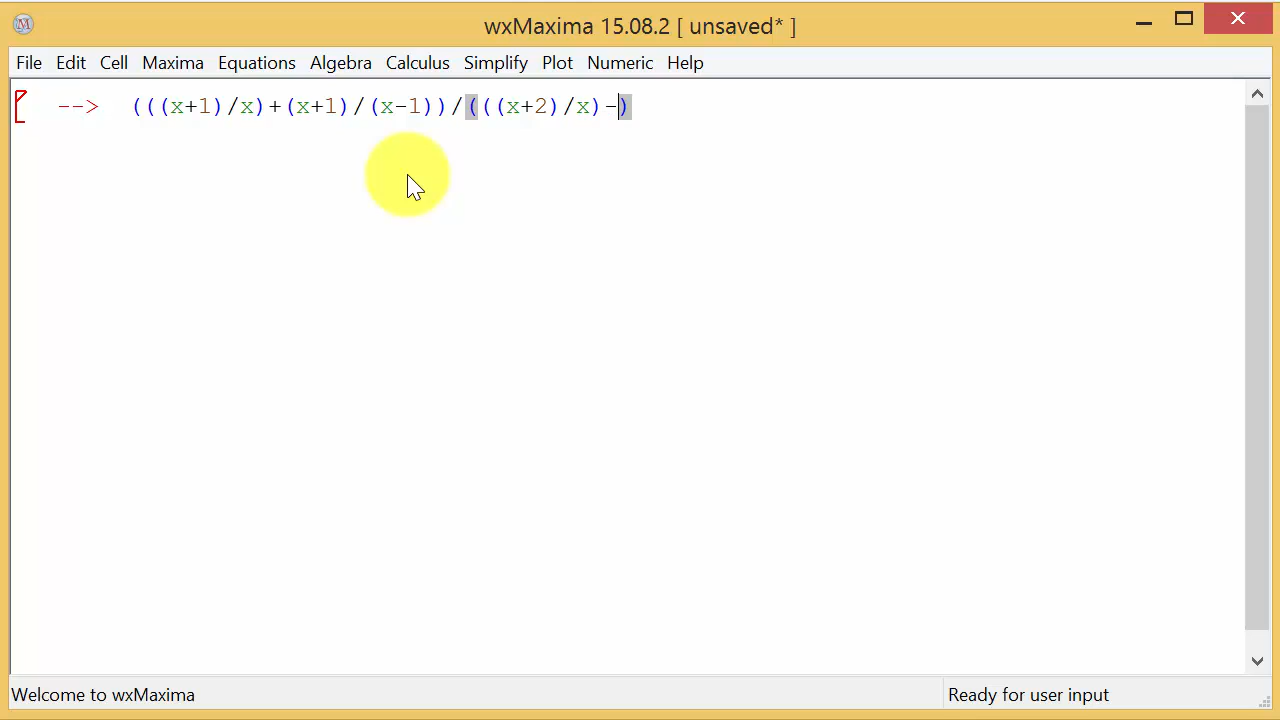 wxMaxima 15.08.2 [ unsaved* ]
File Edit Cell Maxima Equations Algebra Calculus Simplify Plot Numeric Help
--> (((x+1)/x)+(x+1)/(x-1))/(((x+2)/x)-)
Welcome to wxMaxima Ready for user input